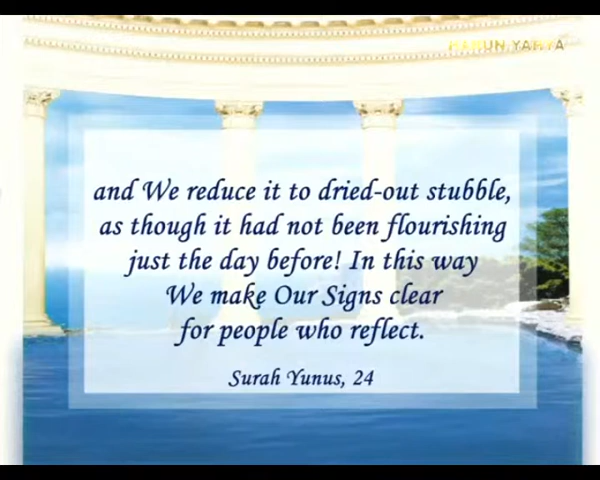 HARUN YAHYA
and We reduce it to dried-out stubble,
as though it had not been flourishing
just the day before! In this way
We make Our Signs clear
for people who reflect.
Surah Yunus, 24